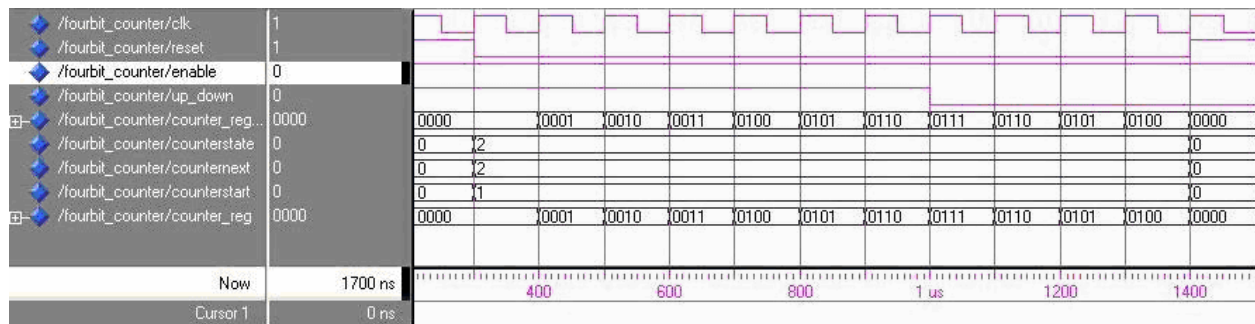 /fourbit_counter/clk 1
/fourbit_counter/reset 1
/fourbit_counter/enable 0
/fourbit_counter/up_down 0
/fourbit_counter/counter_reg... 0000 0000 0001 0010 0011 0100 0101 0110 0111 0110 0101 0100 0000
/fourbit_counter/counterstate 0 0 2 0
/fourbit_counter/counternext 0 0 2 0
/fourbit_counter/counterstart 0 0 1 0
/fourbit_counter/counter_reg 0000 0000 0001 0010 0011 0100 0101 0110 0111 0110 0101 0100 0000
Now 1700 ns 400 600 800 1 us 1200 1400
Cursor 1 0 ns